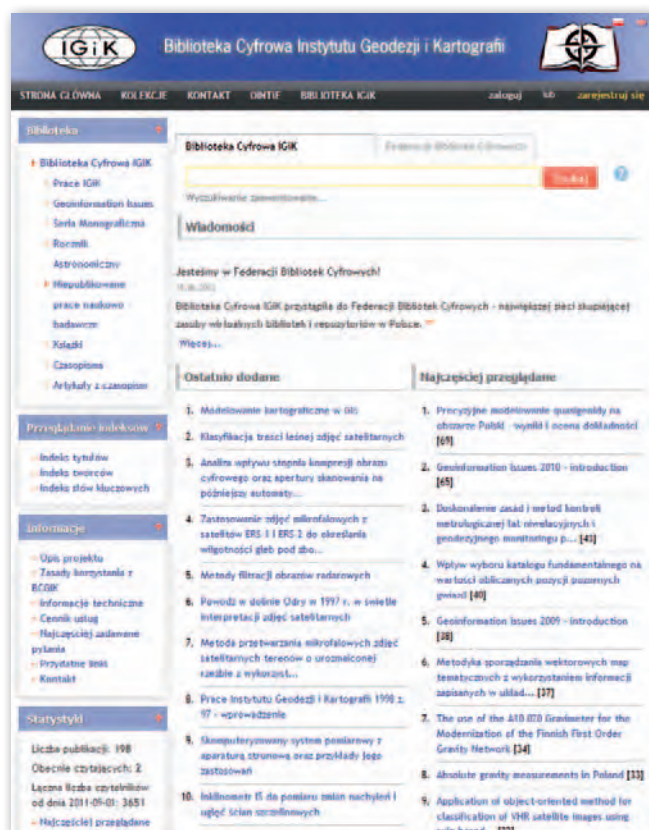 IGiK
Biblioteka Cyfrowa Instytutu Geodezji i Kartografii
STRONA GŁÓWNA KOLEKCJE KONTAKT OINTiE BIBLIOTEKA IGiK zaloguj lub zarejestruj się
Biblioteka
Biblioteka Cyfrowa IGiK
Prace IGiK
Geoinformation Issues
Seria Monograficzna
Rocznik
Astronomiczny
Niepublikowane
prace naukowo
badawcze
Książki
Czasopisma
Artykuły z czasopism
Przeglądanie indeksów
Indeks tytułów
Indeks twórców
Indeks słów kluczowych
Informacje
Opis projektu
Zasady korzystania z
BCGIK
Informacje techniczne
Cennik usług
Najczęściej zadawane
pytania
Przydatne linki
Kontakt
Statystyki
Liczba publikacji: 198
Obecnie czytających: 2
Łączna liczba czytelników
od dnia 2011-09-01: 3651
Najczęściej przeglądane
Biblioteka Cyfrowa IGiK
Federacja Bibliotek Cyfrowych
Szukaj
Wyszukiwanie zaawansowane...
Wiadomości
Jesteśmy w Federacji Bibliotek Cyfrowych!
Biblioteka Cyfrowa IGiK przystąpiła do Federacji Bibliotek Cyfrowych - największej sieci skupiającej
zasoby wirtualnych bibliotek i repozytoriów w Polsce.
Więcej...
Ostatnio dodane
1. Modelowanie kartograficzne w GIS
2. Klasyfikacja treści leśnej zdjęć satelitarnych
3. Analiza wpływu stopnia kompresji obrazu
cyfrowego oraz apertury skanowania na
późniejszy automaty...
4. Zastosowanie zdjęć mikrofalowych z
satelitów ERS-1 i ERS-2 do określania
wilgotności gleb pod zbo...
5. Metody filtracji obrazów radarowych
6. Powódź w dolinie Odry w 1997 r. w świetle
interpretacji zdjęć satelitarnych
7. Metoda przetwarzania mikrofalowych zdjęć
satelitarnych terenów o urozmaiconej
rzeźbie z wykorzyst...
8. Prace Instytutu Geodezji i Kartografii 1998 z.
97 - wprowadzenie
9. Skomputeryzowany system pomiarowy z
aparaturą strunową oraz przykłady jego
zastosowań
10. Inklinometr IS do pomiaru zmian nachyleń i
ugięć ścian szczelinowych
Najczęściej przeglądane
1. Precyzyjne modelowanie quasigeoidy na
obszarze Polski - wyniki i ocena dokładności
[69]
2. Geoinformation Issues 2010 - introduction
[65]
3. Doskonalenie zasad i metod kontroli
metrologicznej łat niwelacyjnych i
geodezyjnego monitoringu p... [43]
4. Wpływ wyboru katalogu fundamentalnego na
wartości obliczanych pozycji pozornych
gwiazd [40]
5. Geoinformation Issues 2009 - introduction
[38]
6. Metodyka sporządzania wektorowych map
tematycznych z wykorzystaniem informacji
zapisanych w układ... [37]
7. The use of the A10-020 Gravimeter for the
Modernization of the Finnish First Order
Gravity Network [34]
8. Absolute gravity measurements in Poland [33]
9. Application of object-oriented method for
classification of VHR satellite images using